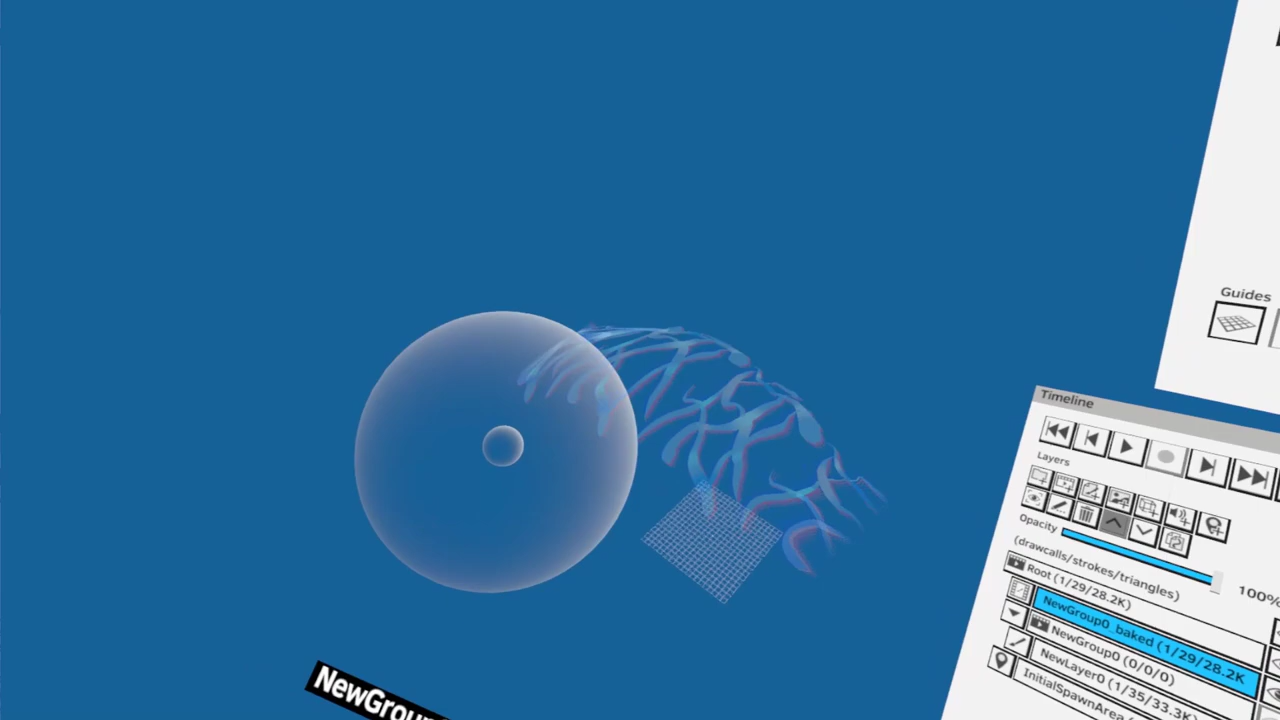 Guides
Timeline
Layers
Opacity
100%
(drawcalls/strokes/triangles)
Root (1/29/28.2K)
NewGroup0_baked (1/29/28.2K
NewGroup0 (0/0/0)
NewLayer0 (1/35/33.3K)
InitialSpawnArea
NewGroup